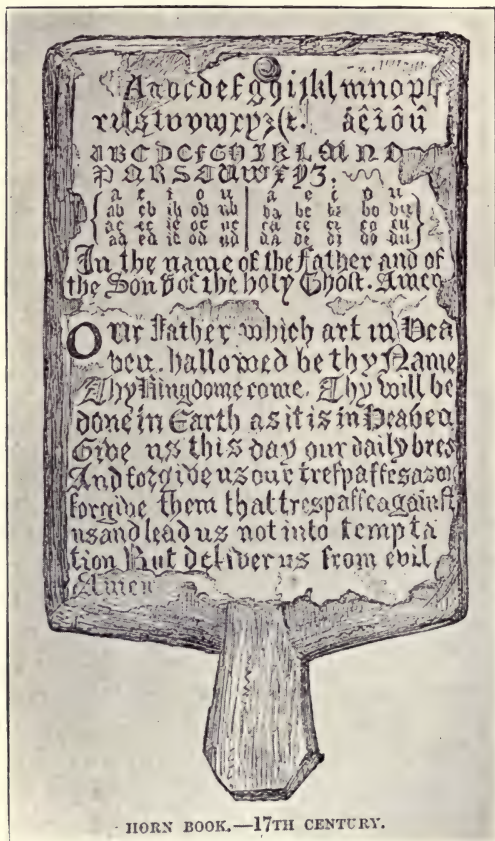 Aabcdefgghijklmnopq
rſstuvwxyz&. âêîôû
ABCDEFGHIKLMNO
PQRSTUWXYZ.
a e i o u | a e i o u
ab eb ib ob ub | ba be bi bo bu
ac ec ic oc uc | ca ce ci co cu
ad ed id od ud | da de di do du
In the name of the Father and of
the Son & of the holy Ghoſt. Amen
Our Father which art in Hea
ven. hallowed be thy Name
Thy Kingdome come. Thy will be
done in Earth as it is in Heaven
Give us this day our daily bre
And forgive us our treſpaſſes as
forgive them that treſpaſſe againſt
us and lead us not into tempta
tion But deliver us from evil
Amen
HORN BOOK.—17TH CENTURY.